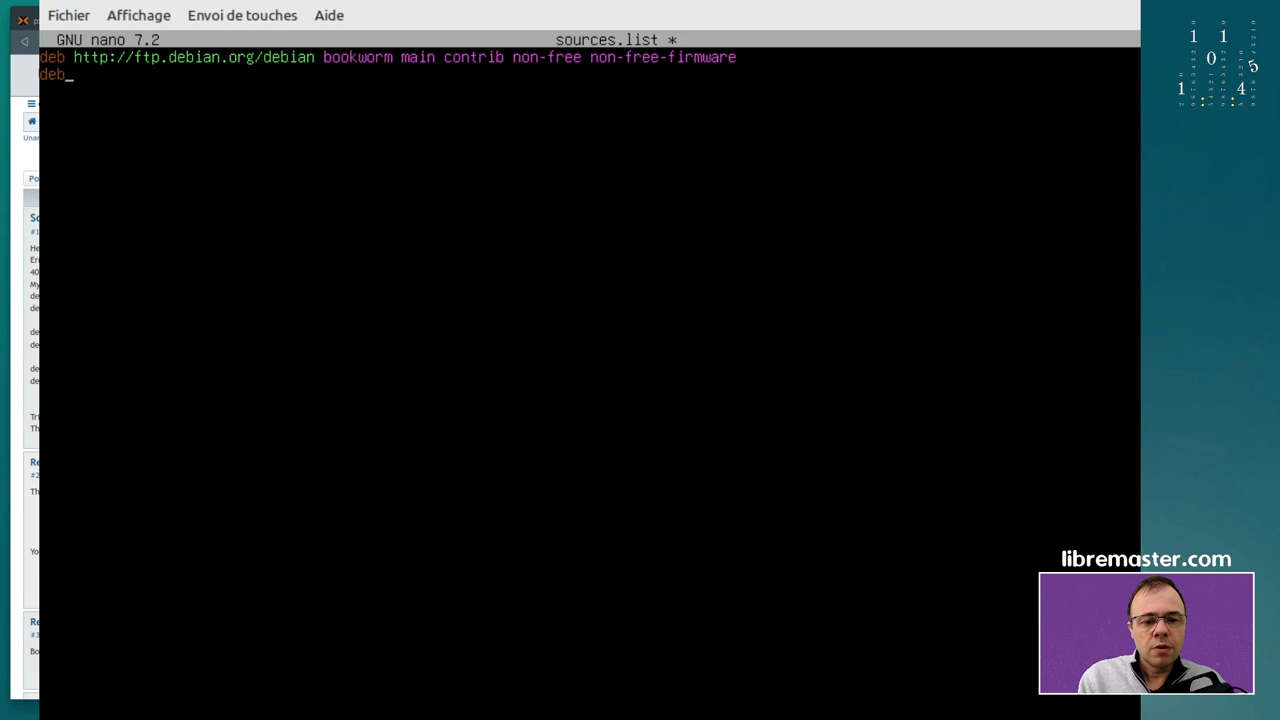 Fichier Affichage Envoi de touches Aide
GNU nano 7.2 sources.list *
deb http://ftp.debian.org/debian bookworm main contrib non-free non-free-firmware
deb_
libremaster.com